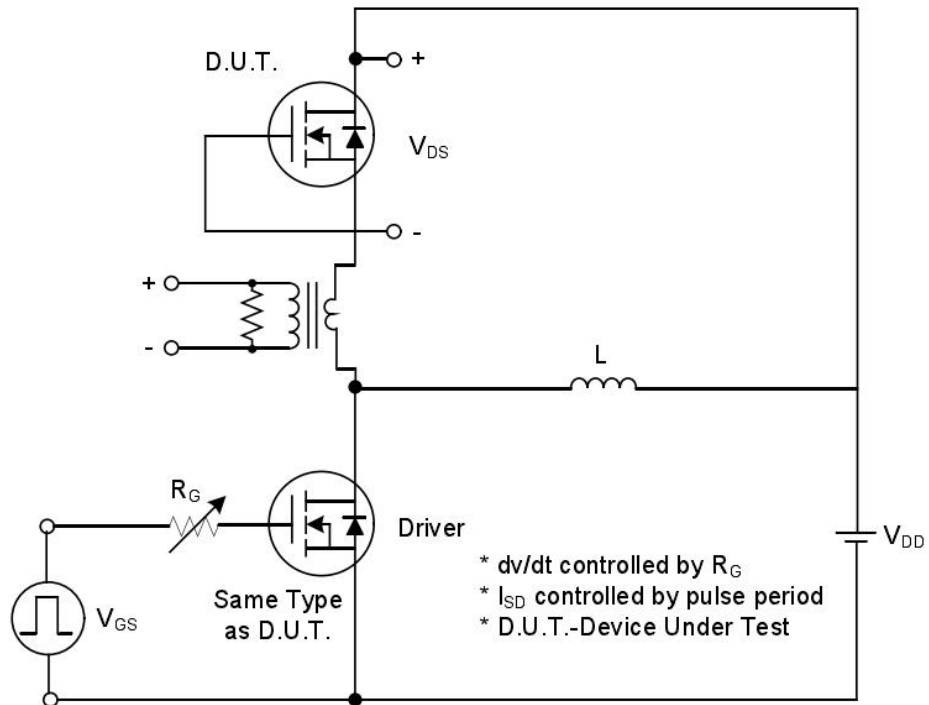 D.U.T.
+
V_DS
-
+
-
L
R_G
Driver
V_DD
V_GS
Same Type
as D.U.T.
* dv/dt controlled by R_G
* I_SD controlled by pulse period
* D.U.T.-Device Under Test